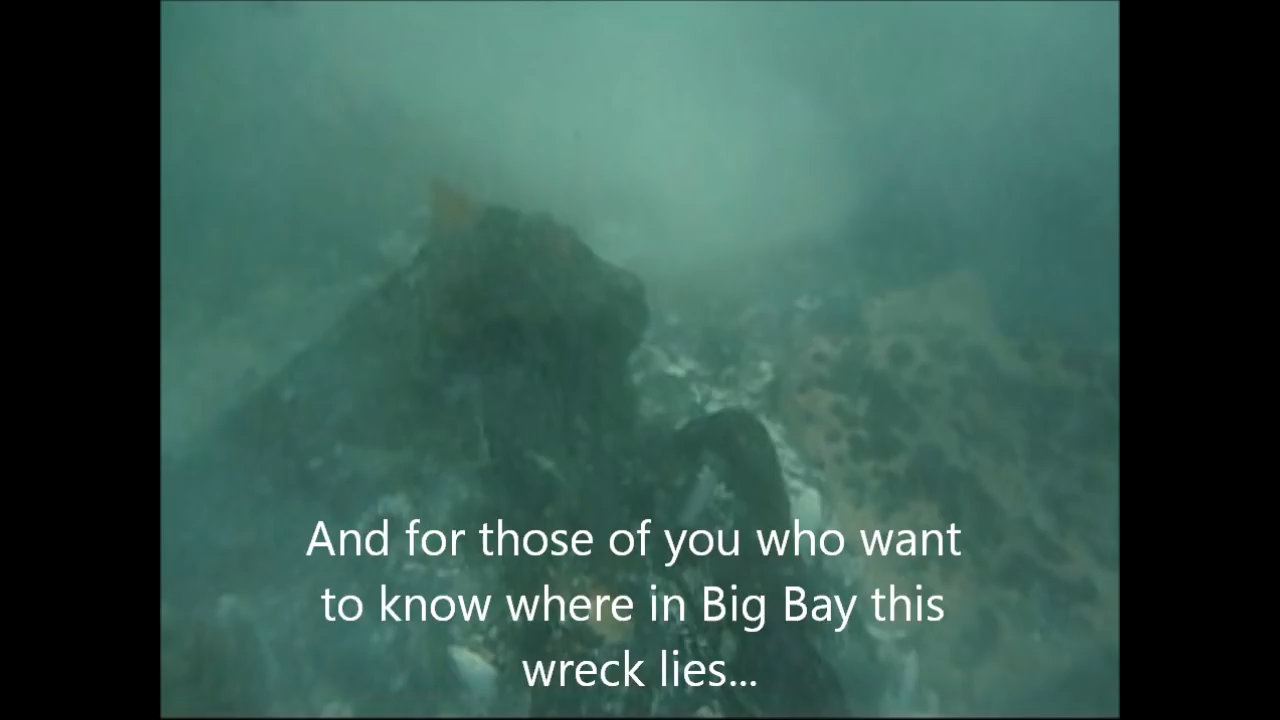 And for those of you who want
to know where in Big Bay this
wreck lies...